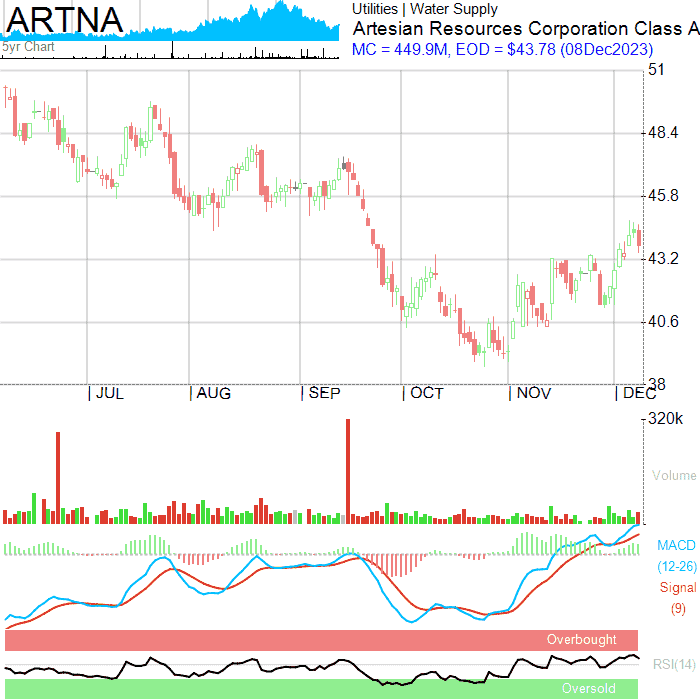 ARTNA
5yr Chart
Utilities | Water Supply
Artesian Resources Corporation Class A
MC = 449.9M, EOD = $43.78 (08Dec2023)
51
48.4
45.8
43.2
40.6
38
JUL
AUG
SEP
OCT
NOV
DEC
320k
Volume
MACD
(12-26)
Signal
(9)
Overbought
RSI(14)
Oversold